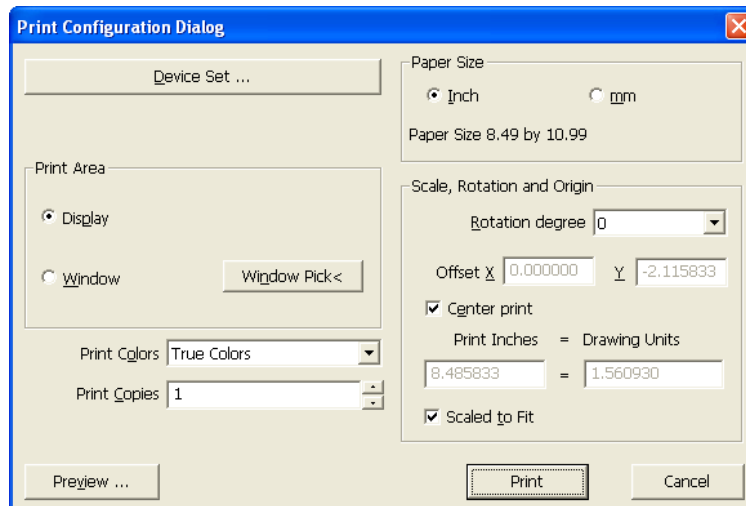 Print Configuration Dialog
Device Set ...
Paper Size
Inch
mm
Paper Size 8.49 by 10.99
Print Area
Display
Window
Window Pick<
Scale, Rotation and Origin
Rotation degree 0
Offset X 0.000000 Y -2.115833
Center print
Print Inches = Drawing Units
8.485833 = 1.560930
Scaled to Fit
Print Colors True Colors
Print Copies 1
Preview ...
Print
Cancel